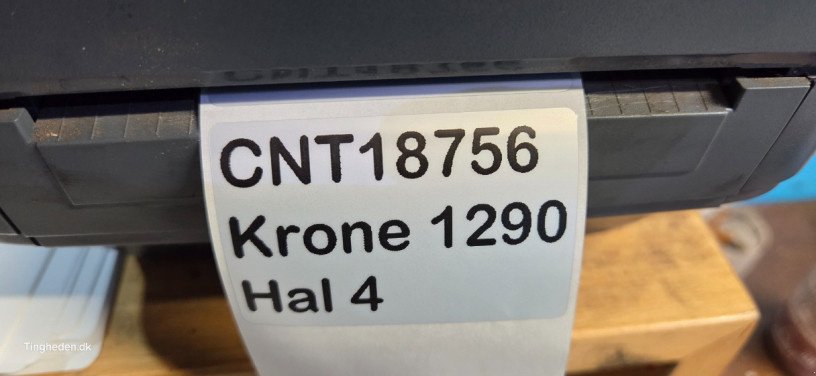 CNT18756
Krone 1290
Hal 4
Tingheden.dk